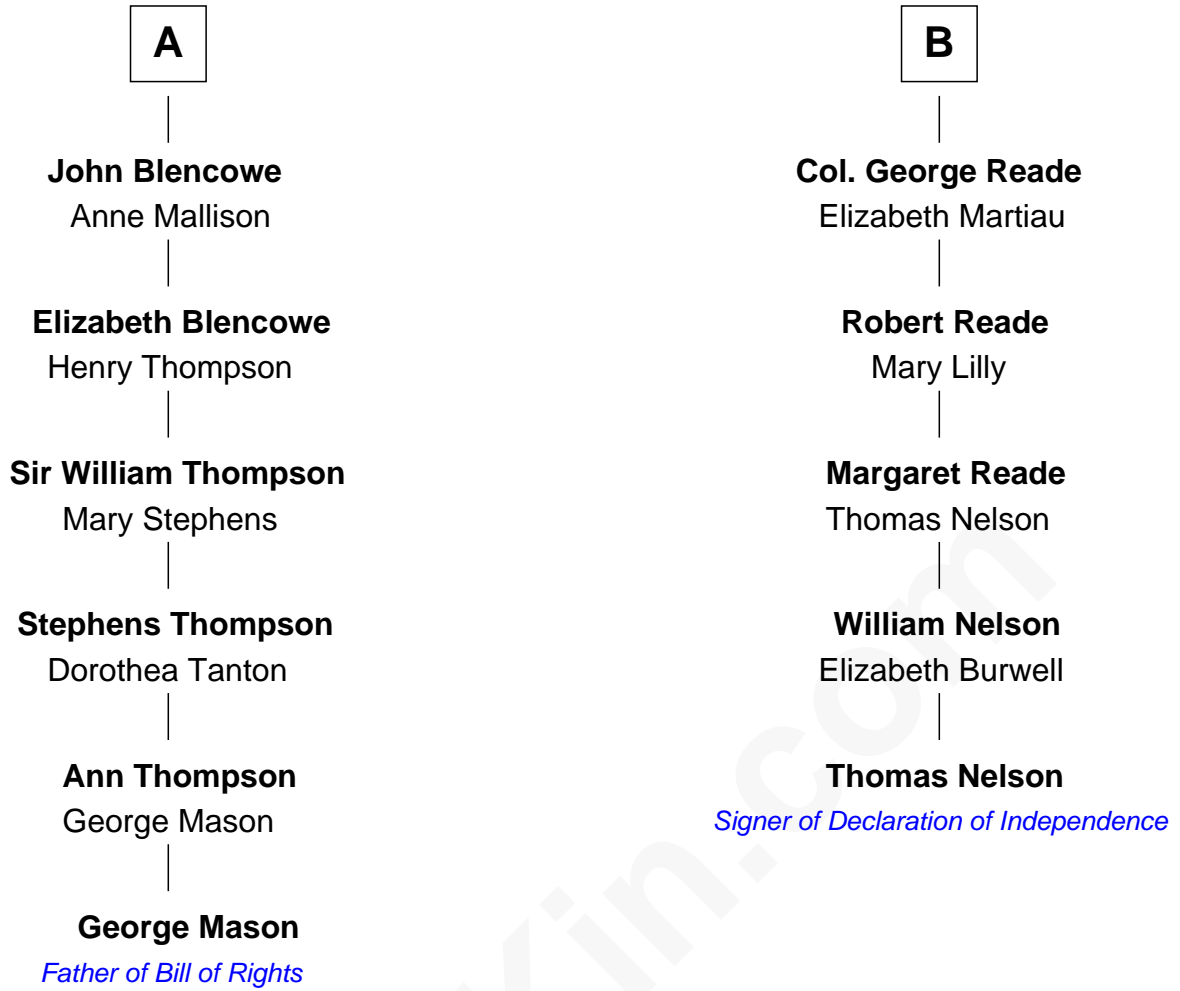 A
John Blencowe
Anne Mallison
Elizabeth Blencowe
Henry Thompson
Sir William Thompson
Mary Stephens
Stephens Thompson
Dorothea Tanton
Ann Thompson
George Mason
George Mason
Father of Bill of Rights
B
Col. George Reade
Elizabeth Martiau
Robert Reade
Mary Lilly
Margaret Reade
Thomas Nelson
William Nelson
Elizabeth Burwell
Thomas Nelson
Signer of Declaration of Independence
Kin.com